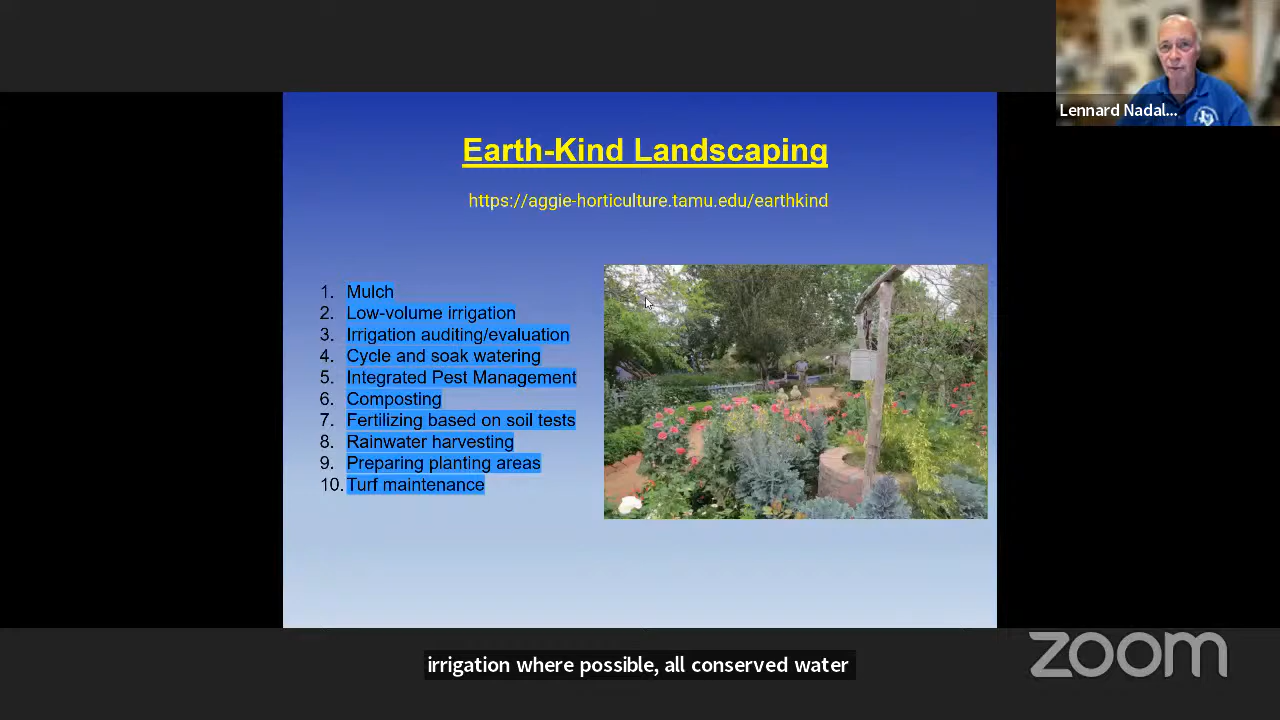 Lennard Nadal...
Earth-Kind Landscaping
https://aggie-horticulture.tamu.edu/earthkind
1. Mulch
2. Low-volume irrigation
3. Irrigation auditing/evaluation
4. Cycle and soak watering
5. Integrated Pest Management
6. Composting
7. Fertilizing based on soil tests
8. Rainwater harvesting
9. Preparing planting areas
10. Turf maintenance
irrigation where possible, all conserved water
zoom